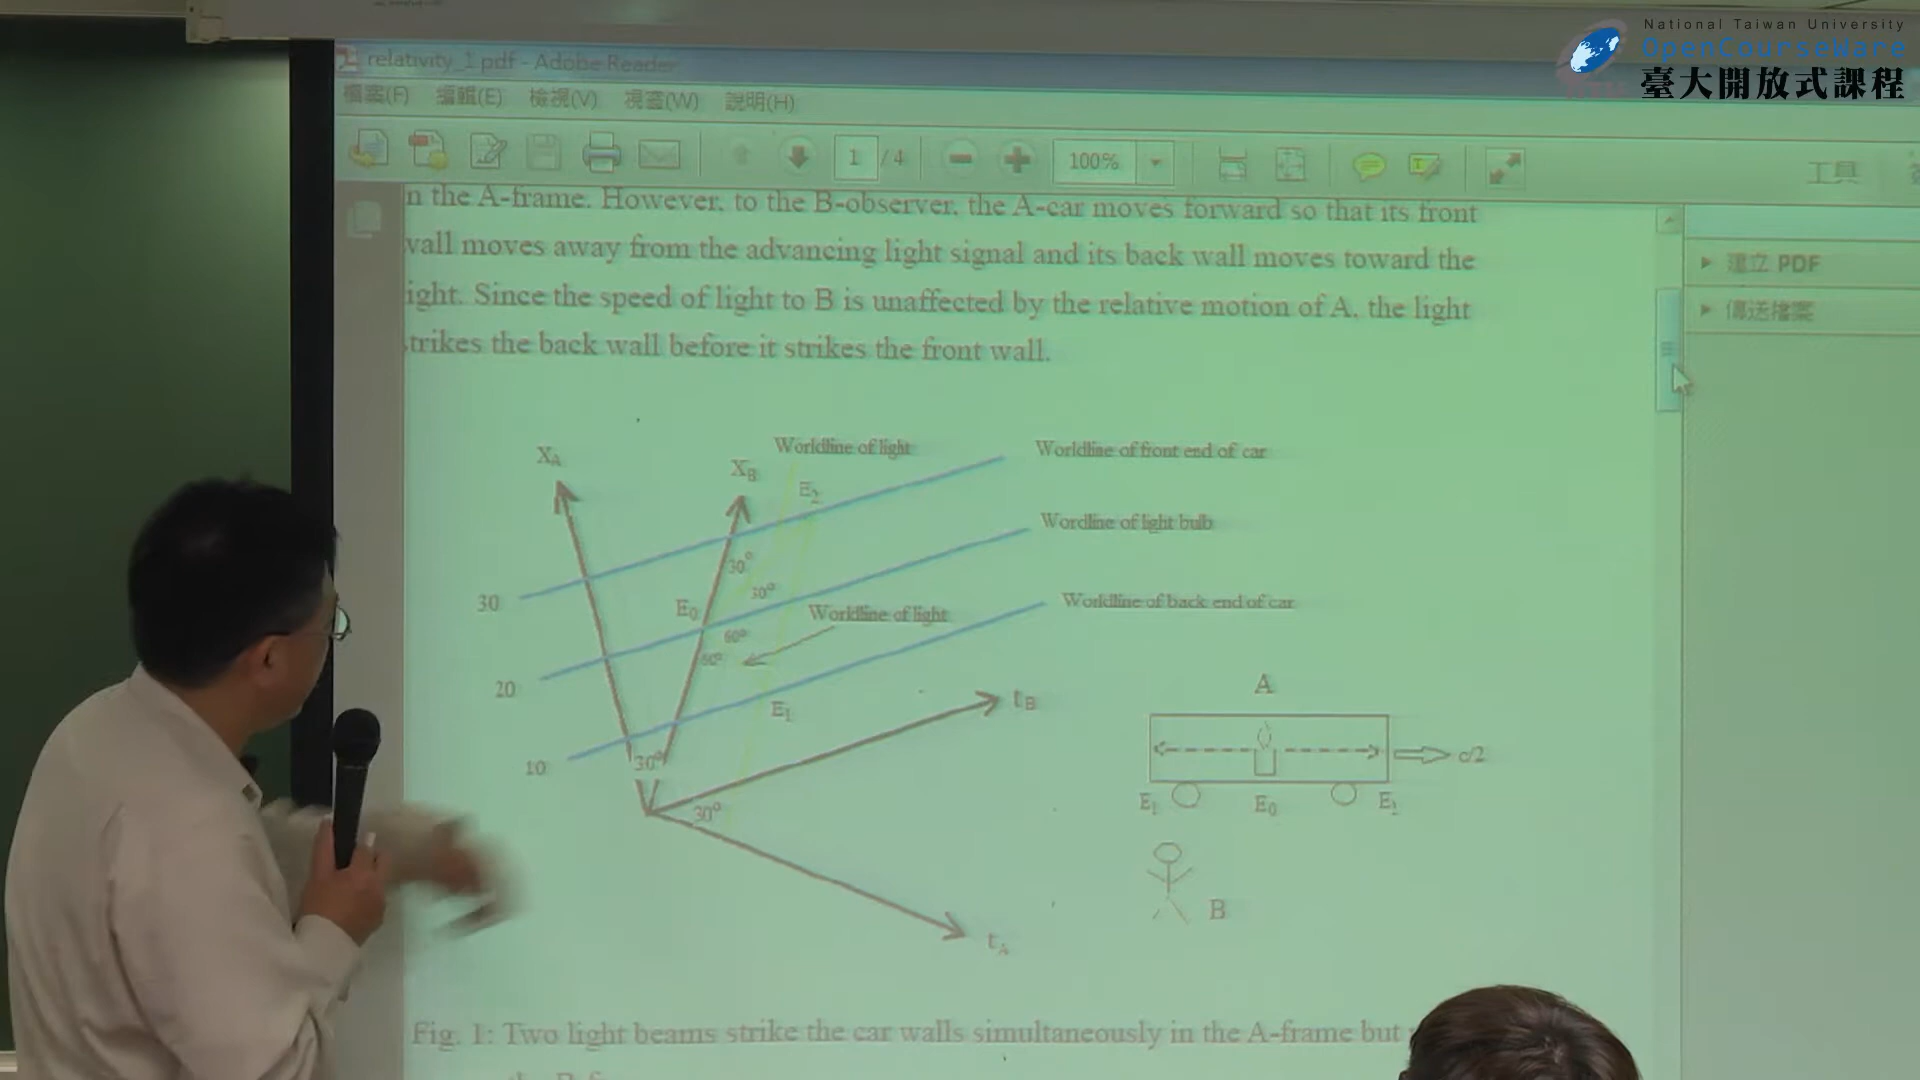 National Taiwan University
OpenCourseWare
臺大開放式課程
relativity_1.pdf - Adobe Reader
檔案(F) 編輯(E) 檢視(V) 視窗(W) 說明(H)
1 / 4 100% 工具
建立 PDF
傳送檔案
n the A-frame. However, to the B-observer, the A-car moves forward so that its front
wall moves away from the advancing light signal and its back wall moves toward the
ight. Since the speed of light to B is unaffected by the relative motion of A, the light
trikes the back wall before it strikes the front wall.
Worldline of light
Worldline of front end of car
XA
XB
E2
Wordline of light bulb
30°
30°
30
E0
Worldline of light
Worldline of back end of car
60°
60°
20
E1
tB
A
10
30°
c/2
30°
E1 E0 E2
B
tA
Fig. 1: Two light beams strike the car walls simultaneously in the A-frame but